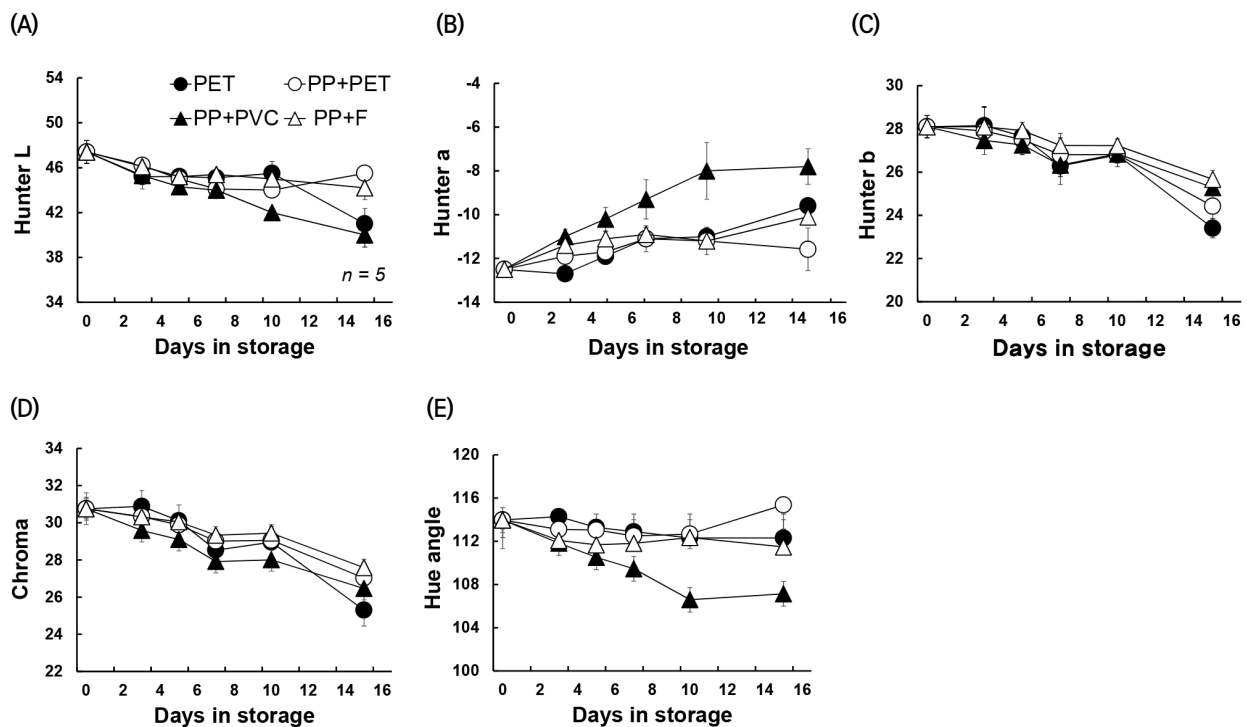 (A)
(B)
(C)
54
50
46
42
38
34
Hunter L
PET
PP+PET
PP+PVC
PP+F
n = 5
0 2 4 6 8 10 12 14 16
Days in storage
-4
-6
-8
-10
-12
-14
Hunter a
0 2 4 6 8 10 12 14 16
Days in storage
30
28
26
24
22
20
Hunter b
0 2 4 6 8 10 12 14 16
Days in storage
(D)
(E)
34
32
30
28
26
24
22
Chroma
0 2 4 6 8 10 12 14 16
Days in storage
120
116
112
108
104
100
Hue angle
0 2 4 6 8 10 12 14 16
Days in storage